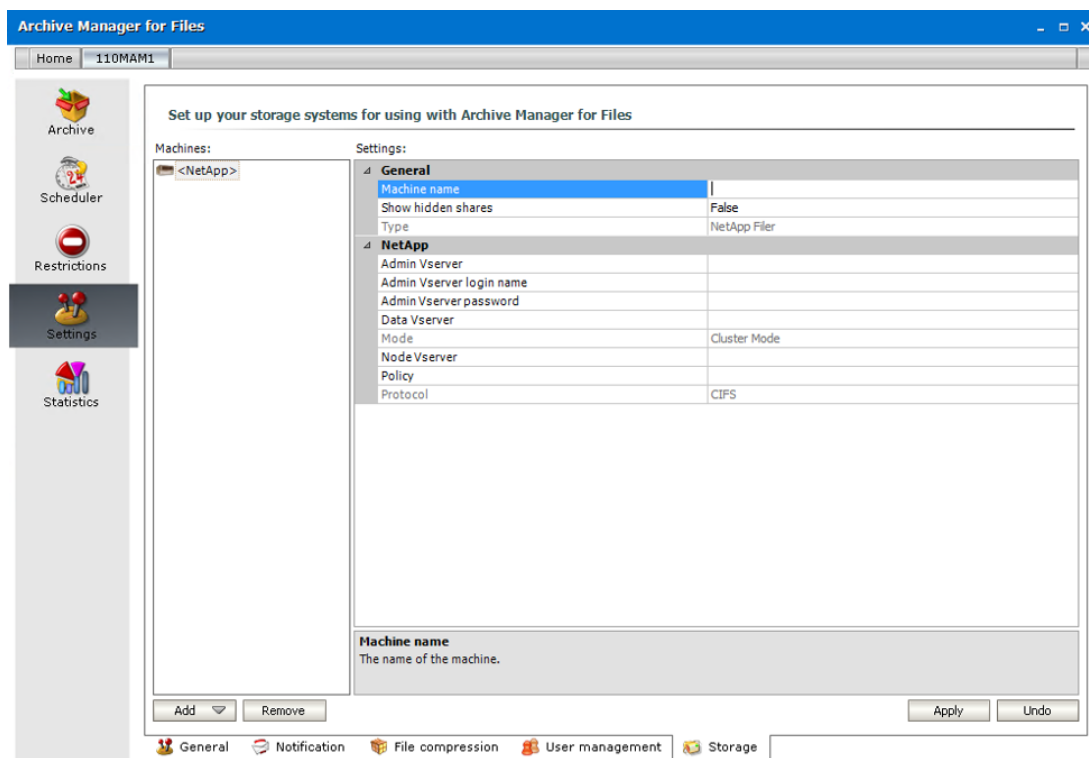 Archive Manager for Files
Home 110MAM1
Archive
Scheduler
Restrictions
Settings
Statistics
Set up your storage systems for using with Archive Manager for Files
Machines:
<NetApp>
Settings:
General
Machine name
Show hidden shares False
Type NetApp Filer
NetApp
Admin Vserver
Admin Vserver login name
Admin Vserver password
Data Vserver
Mode Cluster Mode
Node Vserver
Policy
Protocol CIFS
Machine name
The name of the machine.
Add Remove Apply Undo
General Notification File compression User management Storage